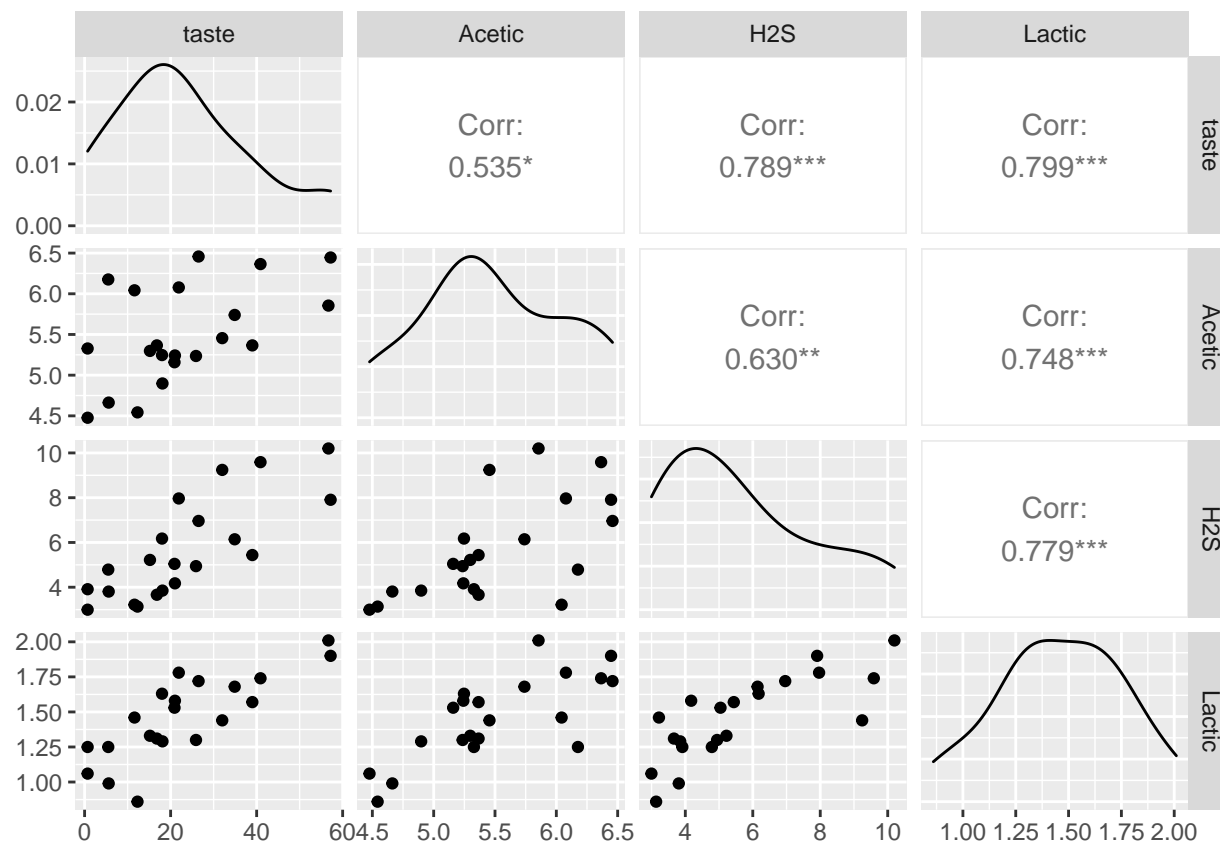 taste Acetic H2S Lactic
0.02
0.01
0.00
Corr:
0.535*
Corr:
0.789***
Corr:
0.799***
taste
6.5
6.0
5.5
5.0
4.5
Corr:
0.630**
Corr:
0.748***
Acetic
10
8
6
4
Corr:
0.779***
H2S
2.00
1.75
1.50
1.25
1.00
Lactic
0 20 40 60 4.5 5.0 5.5 6.0 6.5 4 6 8 10 1.00 1.25 1.50 1.75 2.00